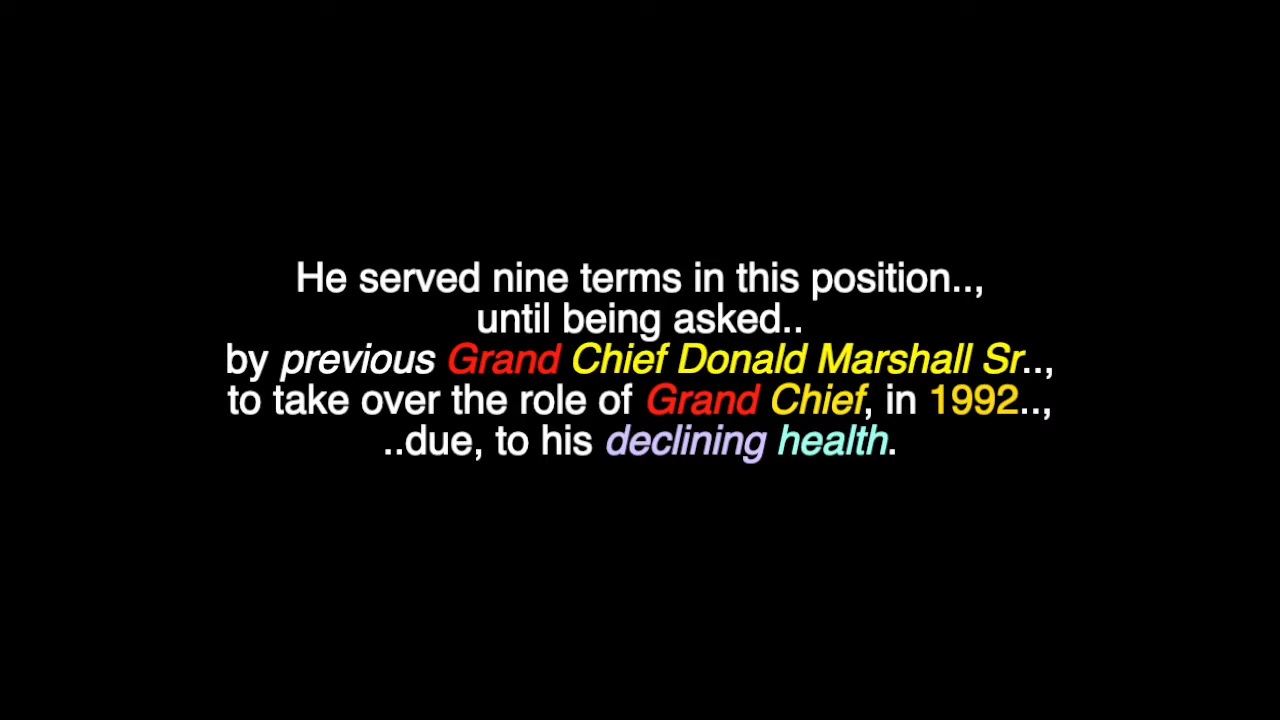 He served nine terms in this position..,
until being asked..
by previous Grand Chief Donald Marshall Sr..,
to take over the role of Grand Chief, in 1992..,
..due, to his declining health.